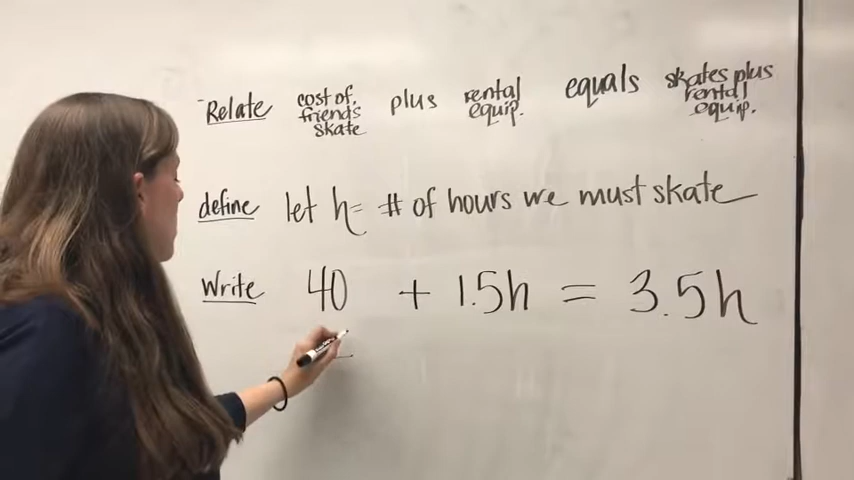 Relate cost of friend's skate plus rental equip. equals skates plus rental equip.
define let h= # of hours we must skate
Write 40 + 1.5h = 3.5h